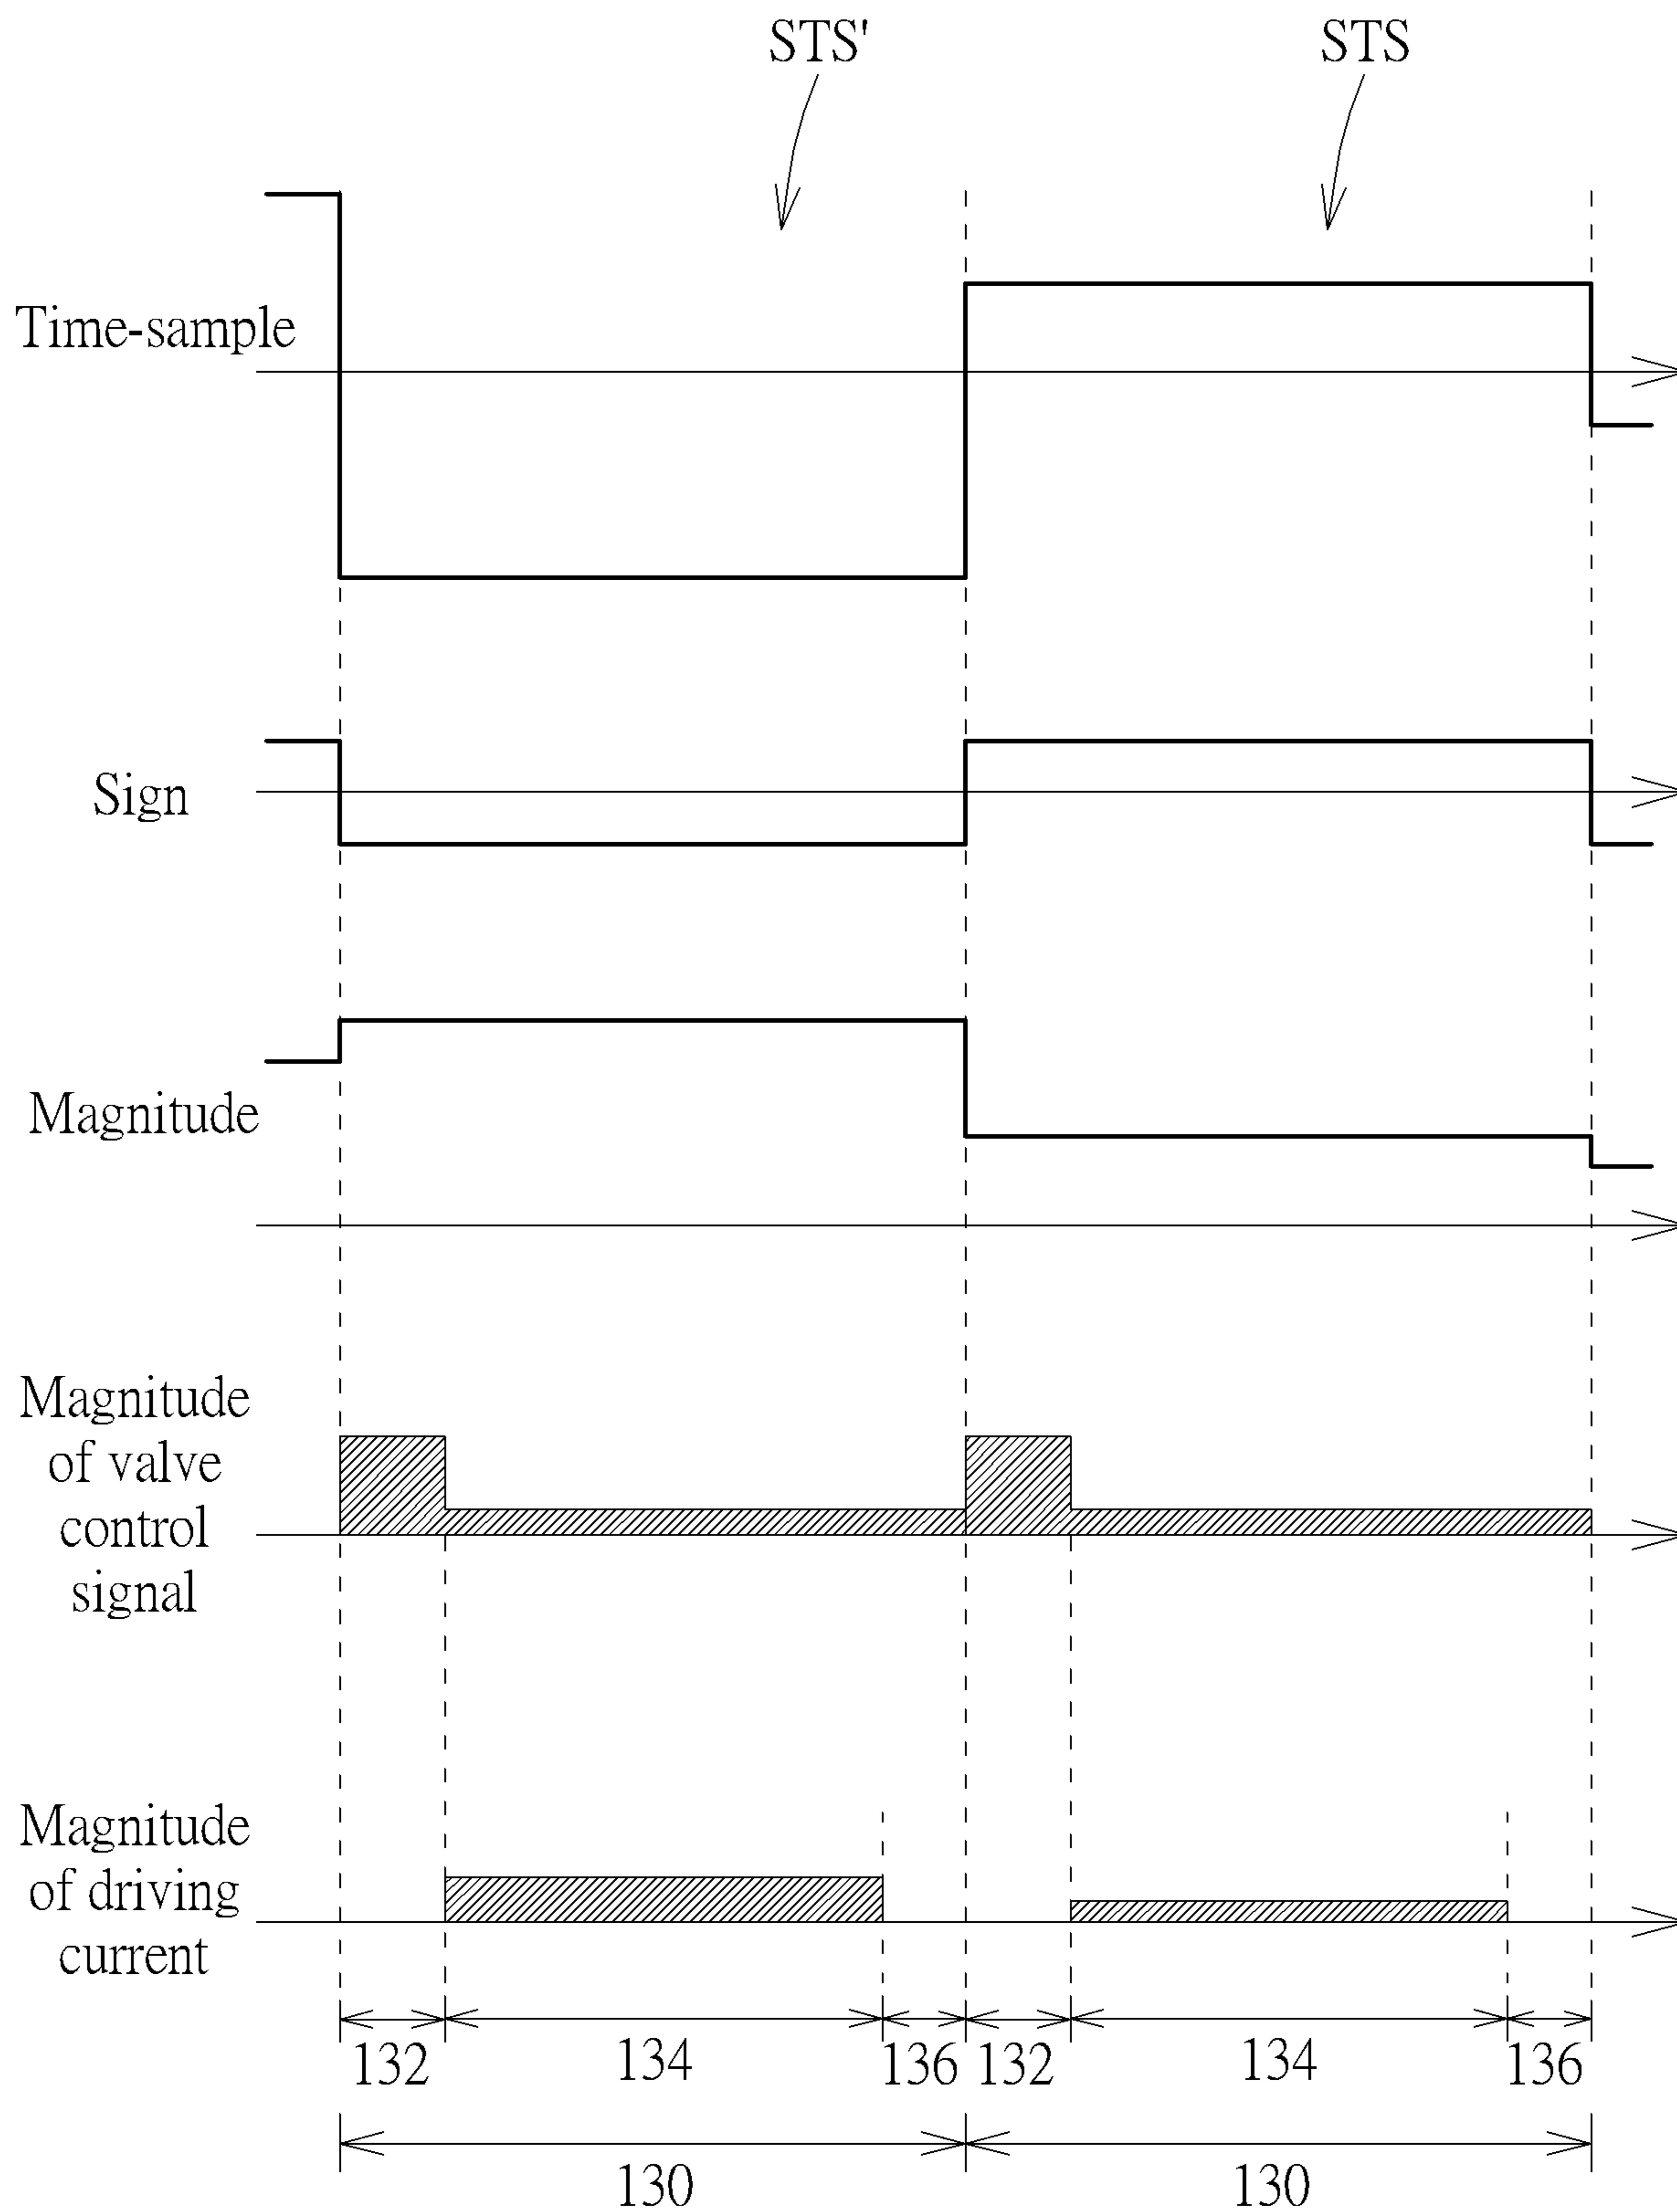 STS' STS
Time-sample
Sign
Magnitude
Magnitude
of valve
control
signal
Magnitude
of driving
current
132 134 136 132 134 136
130 130